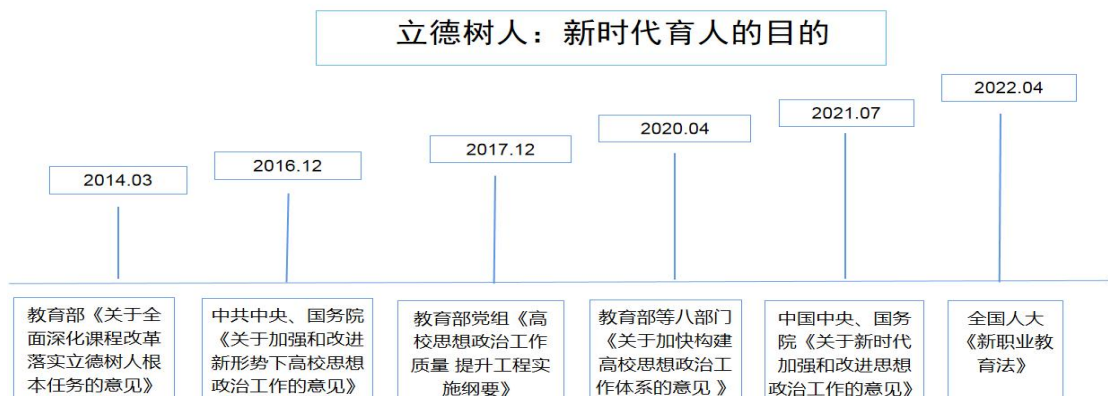 立德树人：新时代育人的目的
2014.03
2016.12
2017.12
2020.04
2021.07
2022.04
教育部《关于全
面深化课程改革
落实立德树人根
本任务的意见》
中共中央、国务院
《关于加强和改进
新形势下高校思想
政治工作的意见》
教育部党组《高
校思想政治工作
质量 提升工程实
施纲要》
教育部等八部门
《关于加快构建
高校思想政治工
作体系的意见 》
中国中央、国务
院《关于新时代
加强和改进思想
政治工作的意见》
全国人大
《新职业教
育法》